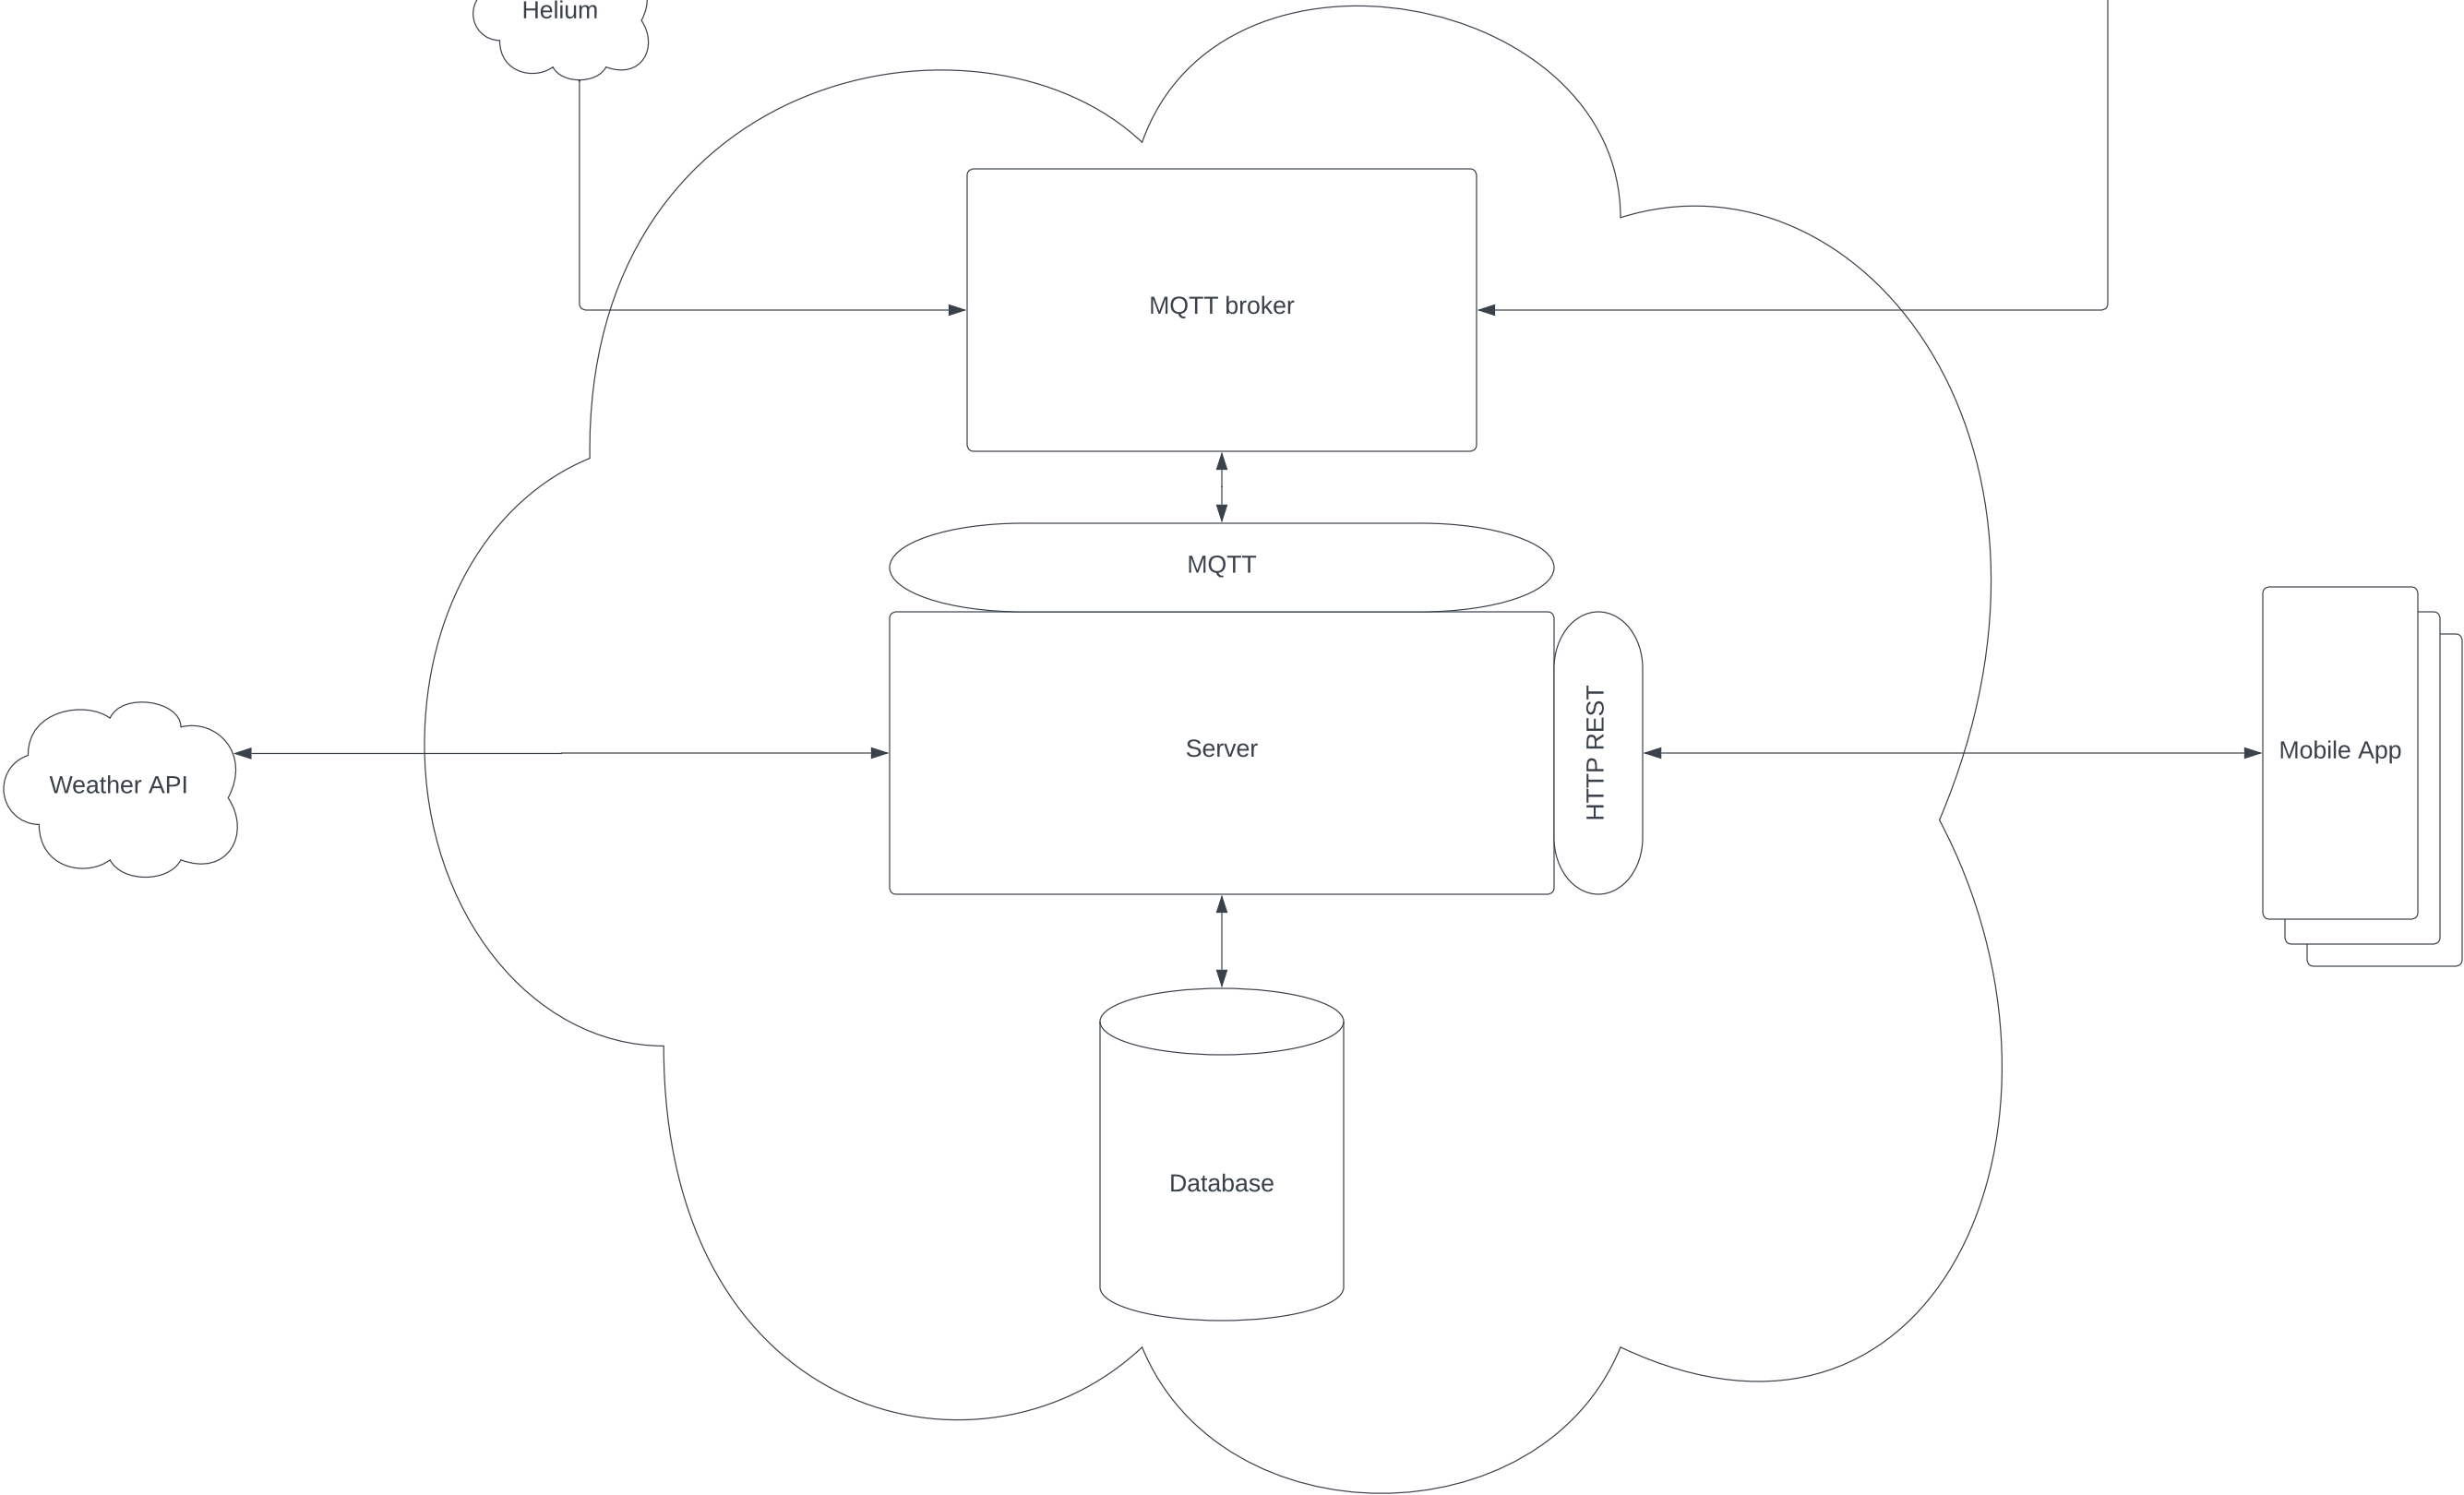 Helium
MQTT broker
MQTT
Server
HTTP REST
Weather API
Mobile App
Database